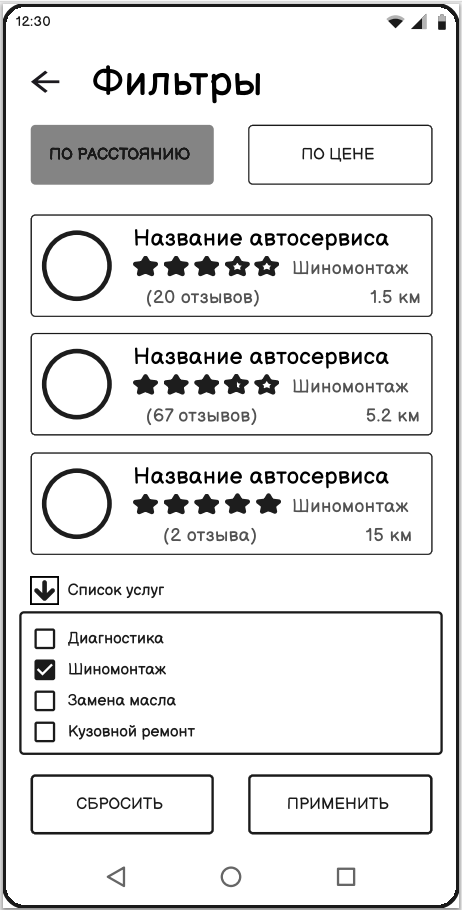 12:30
Фильтры
ПО РАССТОЯНИЮ
ПО ЦЕНЕ
Название автосервиса
Шиномонтаж
(20 отзывов) 1.5 км
Название автосервиса
Шиномонтаж
(67 отзывов) 5.2 км
Название автосервиса
Шиномонтаж
(2 отзыва) 15 км
Список услуг
Диагностика
Шиномонтаж
Замена масла
Кузовной ремонт
СБРОСИТЬ
ПРИМЕНИТЬ